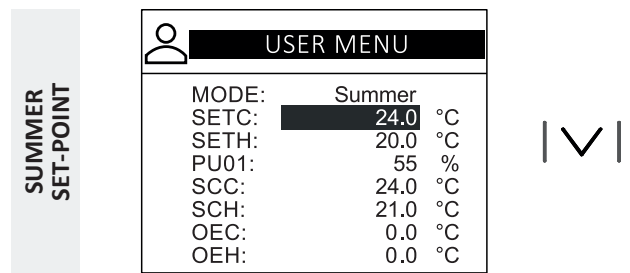 SUMMER
SET-POINT
USER MENU
MODE: Summer
SETC: 24.0 °C
SETH: 20.0 °C
PU01: 55 %
SCC: 24.0 °C
SCH: 21.0 °C
OEC: 0.0 °C
OEH: 0.0 °C